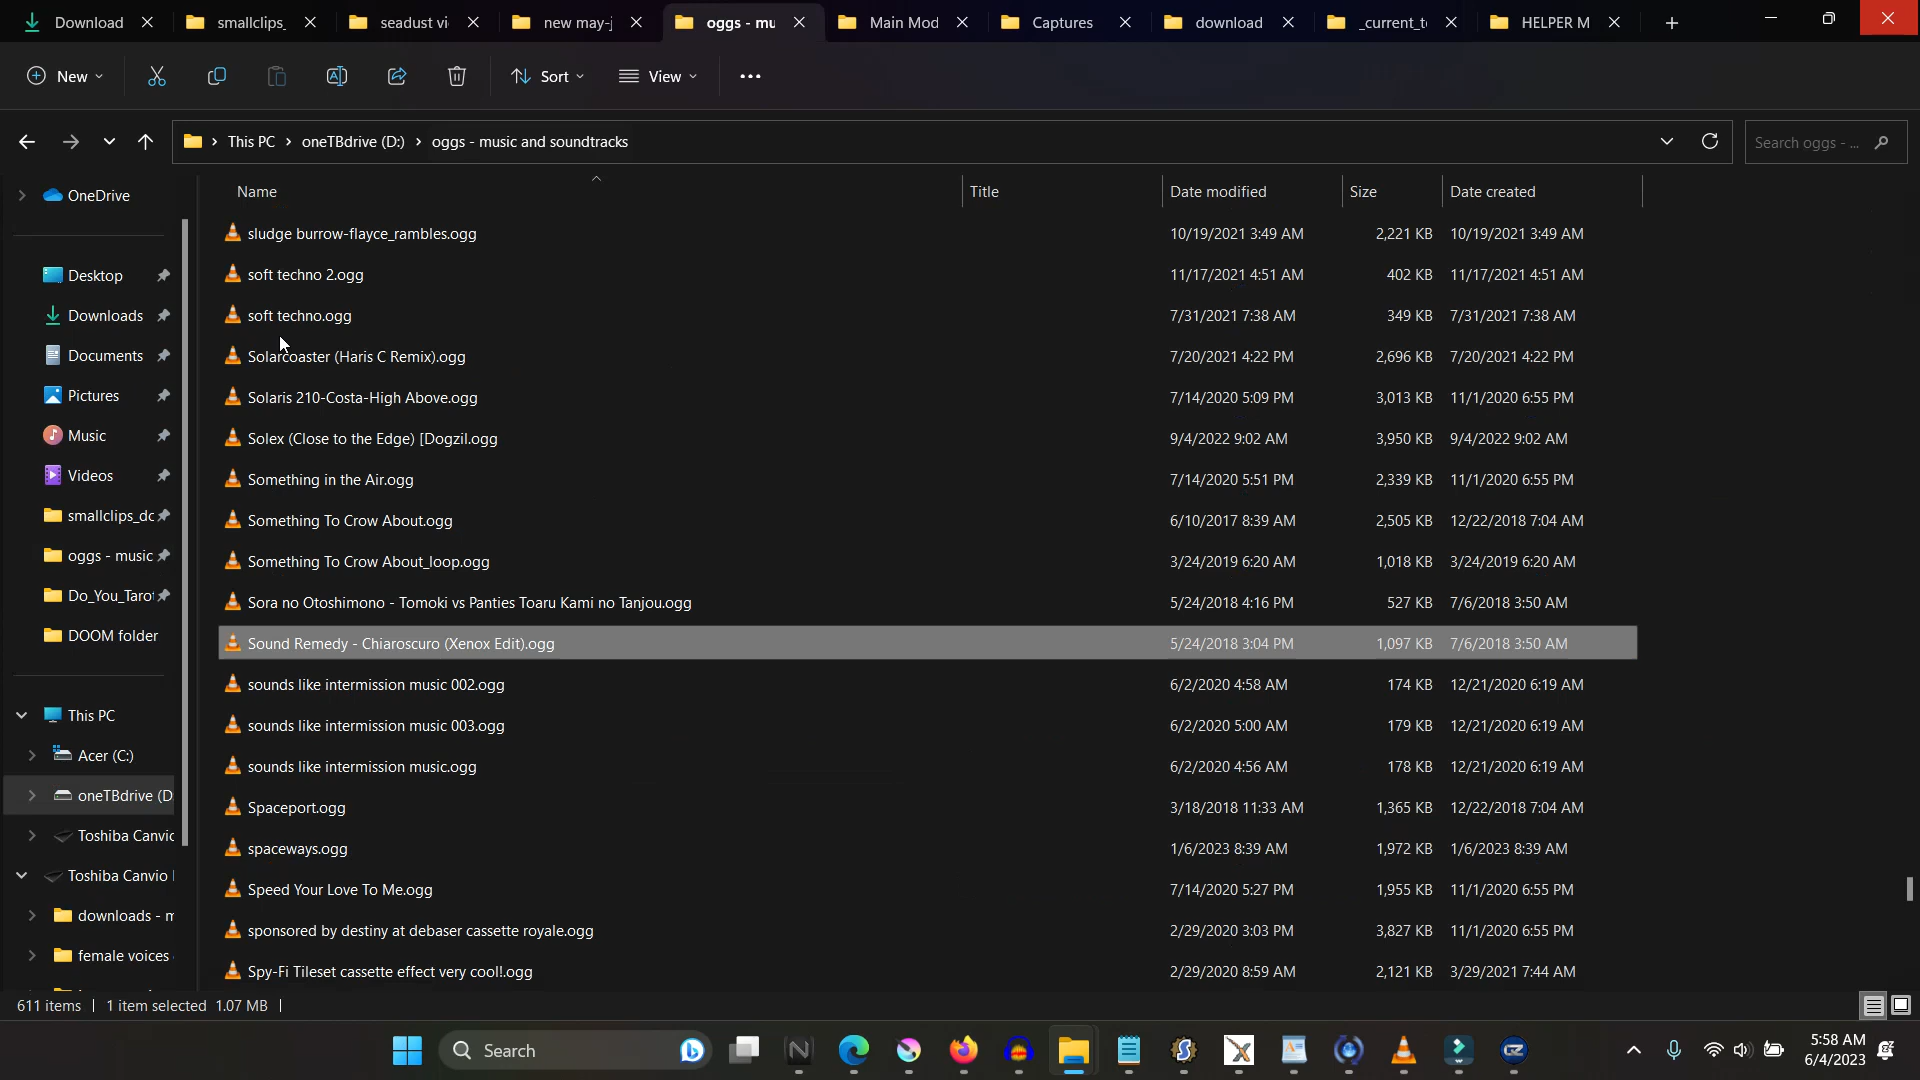 Download
smallclips_
seadust vi
new may-j
oggs - mu
Main Mod
Captures
download
_current_t
HELPER M
New
Sort
View
This PC > oneTBdrive (D:) > oggs - music and soundtracks
Search oggs - ...
OneDrive
Desktop
Downloads
Documents
Pictures
Music
Videos
smallclips_dc
oggs - music
Do_You_Tarot
DOOM folder
This PC
Acer (C:)
oneTBdrive (D
Toshiba Canvio
Toshiba Canvio
downloads - m
female voices
Name Title Date modified Size Date created
sludge burrow-flayce_rambles.ogg 10/19/2021 3:49 AM 2,221 KB 10/19/2021 3:49 AM
soft techno 2.ogg 11/17/2021 4:51 AM 402 KB 11/17/2021 4:51 AM
soft techno.ogg 7/31/2021 7:38 AM 349 KB 7/31/2021 7:38 AM
Solarcoaster (Haris C Remix).ogg 7/20/2021 4:22 PM 2,696 KB 7/20/2021 4:22 PM
Solaris 210-Costa-High Above.ogg 7/14/2020 5:09 PM 3,013 KB 11/1/2020 6:55 PM
Solex (Close to the Edge) [Dogzil.ogg 9/4/2022 9:02 AM 3,950 KB 9/4/2022 9:02 AM
Something in the Air.ogg 7/14/2020 5:51 PM 2,339 KB 11/1/2020 6:55 PM
Something To Crow About.ogg 6/10/2017 8:39 AM 2,505 KB 12/22/2018 7:04 AM
Something To Crow About_loop.ogg 3/24/2019 6:20 AM 1,018 KB 3/24/2019 6:20 AM
Sora no Otoshimono - Tomoki vs Panties Toaru Kami no Tanjou.ogg 5/24/2018 4:16 PM 527 KB 7/6/2018 3:50 AM
Sound Remedy - Chiaroscuro (Xenox Edit).ogg 5/24/2018 3:04 PM 1,097 KB 7/6/2018 3:50 AM
sounds like intermission music 002.ogg 6/2/2020 4:58 AM 174 KB 12/21/2020 6:19 AM
sounds like intermission music 003.ogg 6/2/2020 5:00 AM 179 KB 12/21/2020 6:19 AM
sounds like intermission music.ogg 6/2/2020 4:56 AM 178 KB 12/21/2020 6:19 AM
Spaceport.ogg 3/18/2018 11:33 AM 1,365 KB 12/22/2018 7:04 AM
spaceways.ogg 1/6/2023 8:39 AM 1,972 KB 1/6/2023 8:39 AM
Speed Your Love To Me.ogg 7/14/2020 5:27 PM 1,955 KB 11/1/2020 6:55 PM
sponsored by destiny at debaser cassette royale.ogg 2/29/2020 3:03 PM 3,827 KB 11/1/2020 6:55 PM
Spy-Fi Tileset cassette effect very cool!.ogg 2/29/2020 8:59 AM 2,121 KB 3/29/2021 7:44 AM
611 items 1 item selected 1.07 MB
Search
5:58 AM
6/4/2023